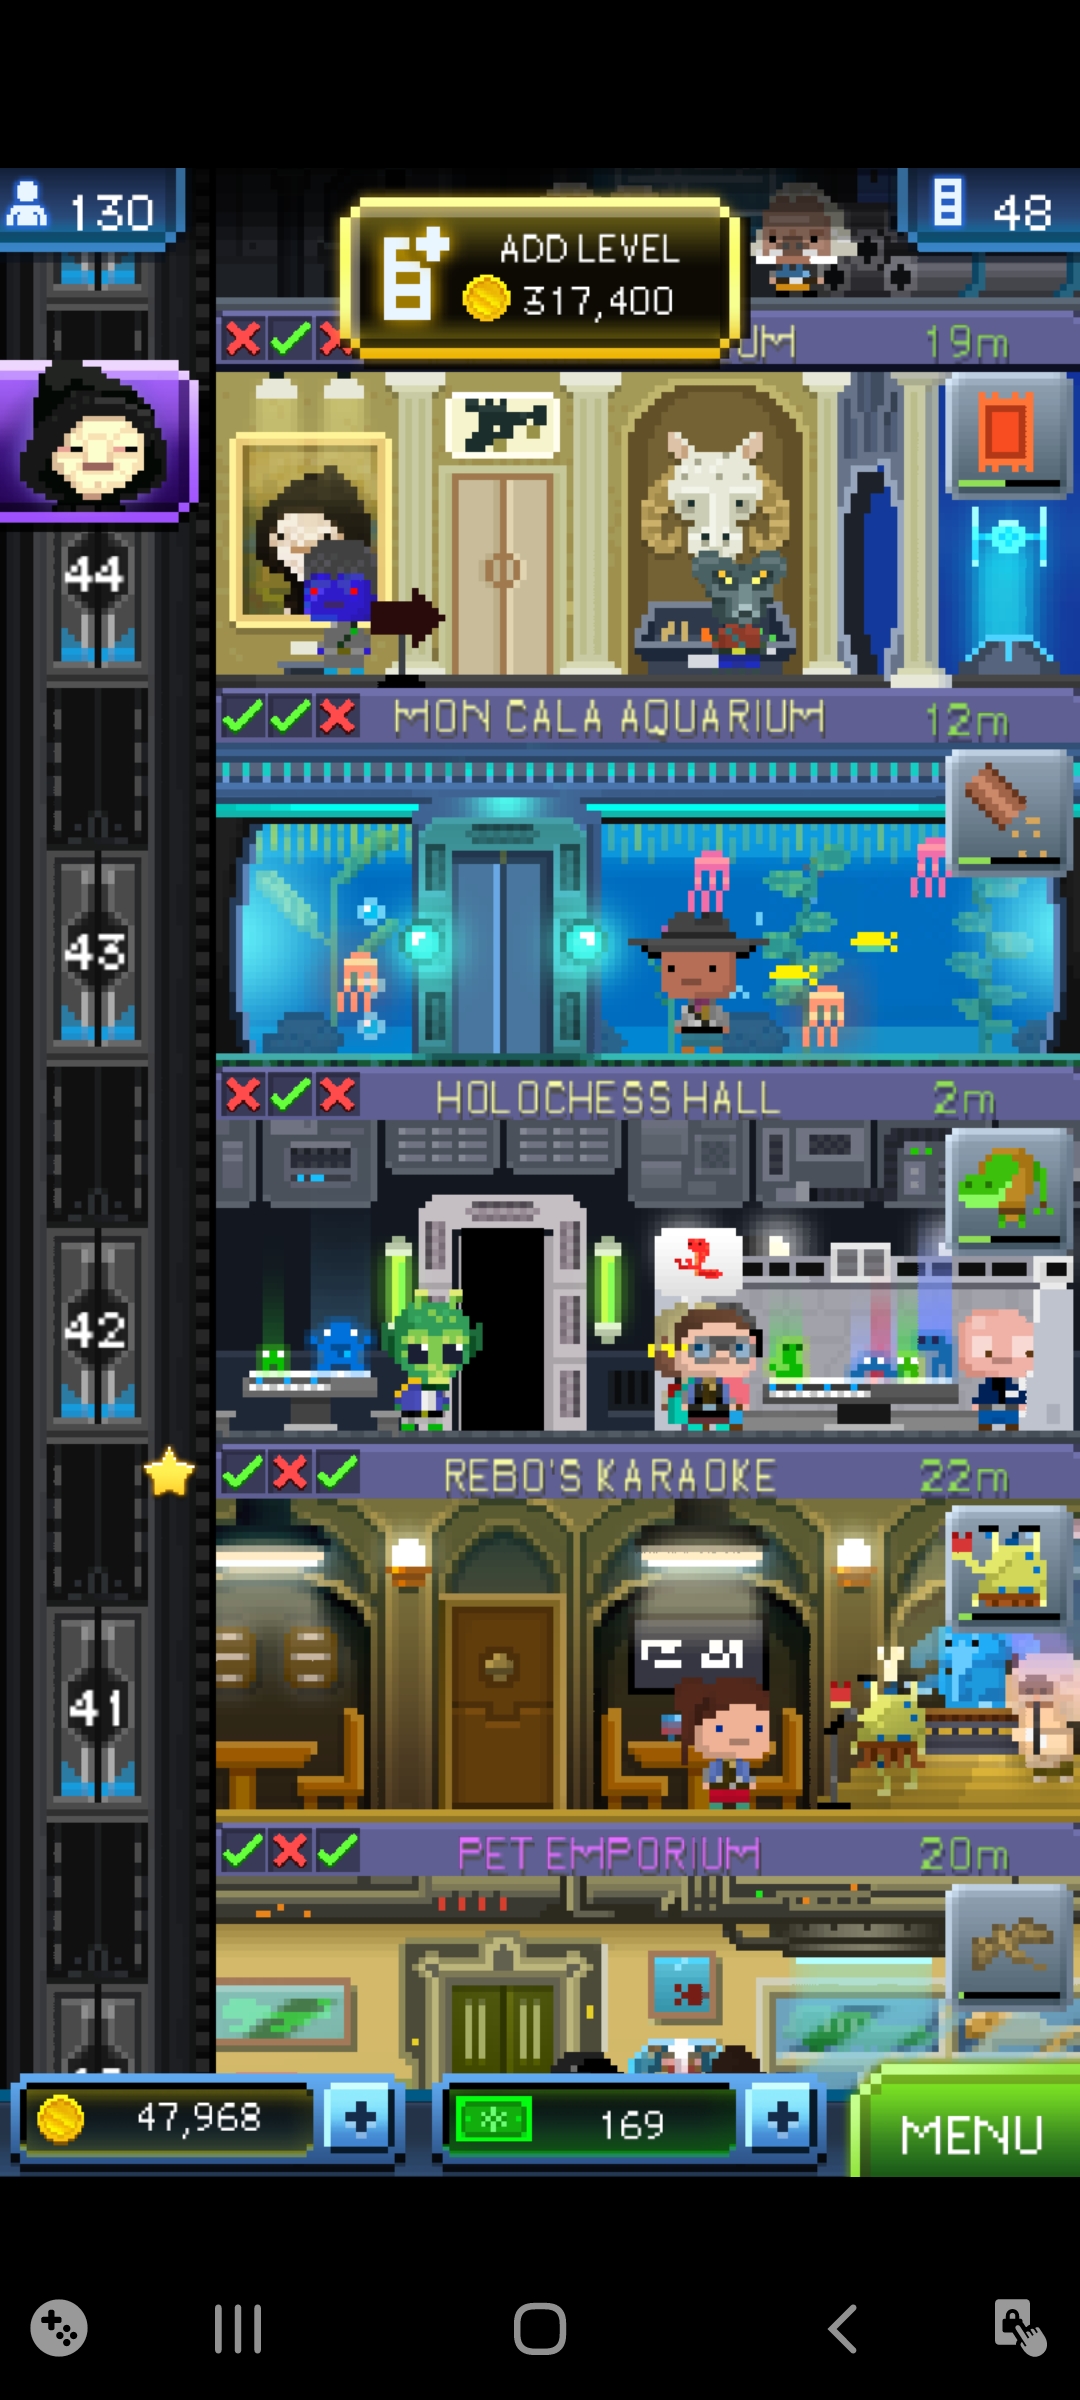 130
48
ADD LEVEL
317,400
UM 19m
44
MON CALA AQUARIUM 12m
43
HOLOCHESS HALL 2m
42
REBO'S KARAOKE 22m
41
PET EMPORIUM 20m
47,968
169
MENU